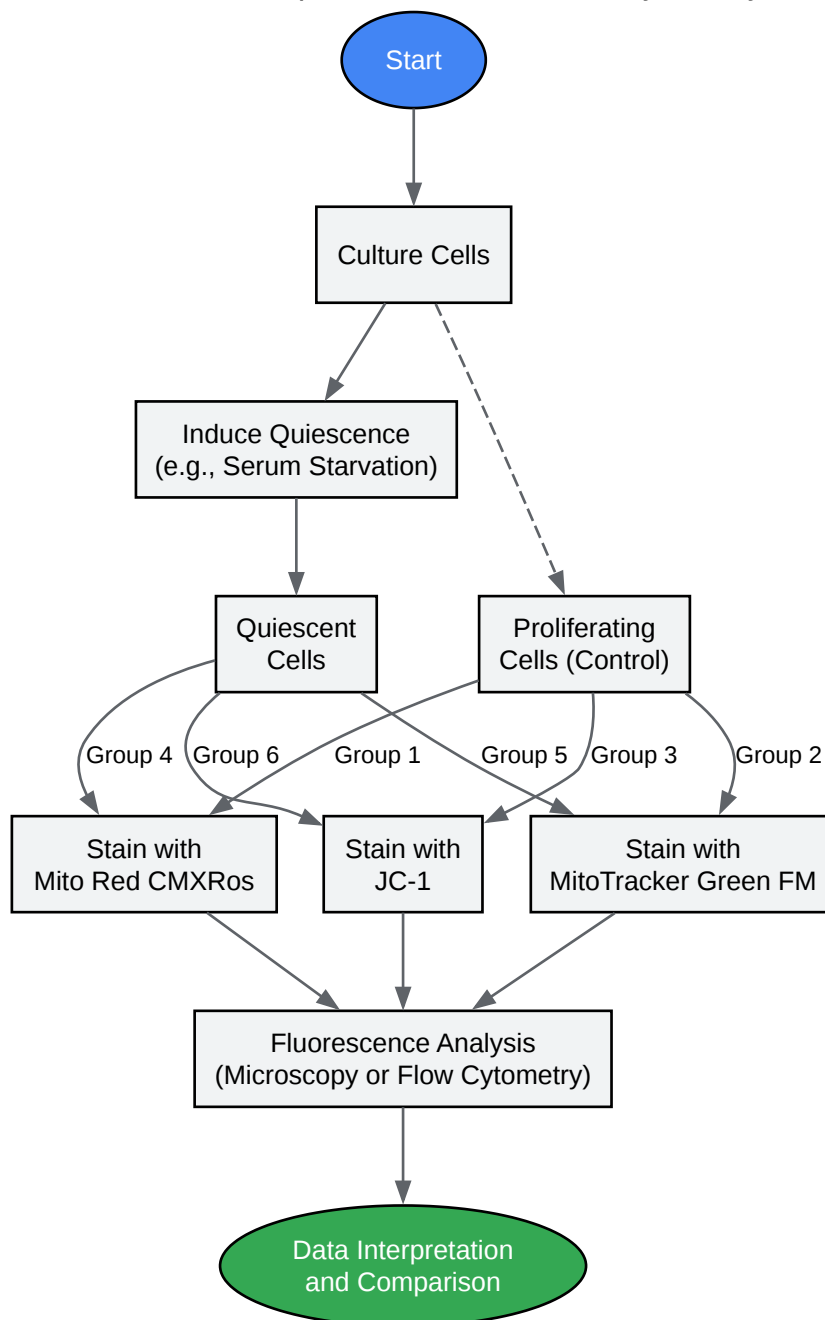 Start
Culture Cells
Induce Quiescence
(e.g., Serum Starvation)
Quiescent
Cells
Proliferating
Cells (Control)
Group 4
Group 6
Group 1
Group 5
Group 3
Group 2
Stain with
Mito Red CMXRos
Stain with
JC-1
Stain with
MitoTracker Green FM
Fluorescence Analysis
(Microscopy or Flow Cytometry)
Data Interpretation
and Comparison